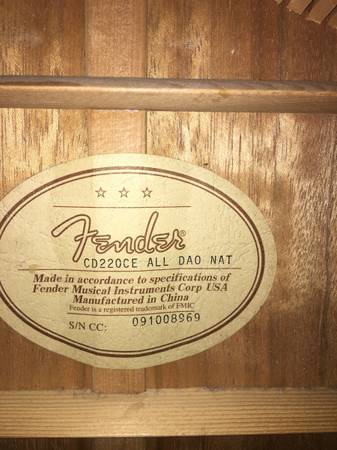 Fender
CD220CE ALL DAO NAT
Made in accordance to specifications of
Fender Musical Instruments Corp USA
Manufactured in China
Fender is a registered trademark of FMIC
S/N CC: 091008969